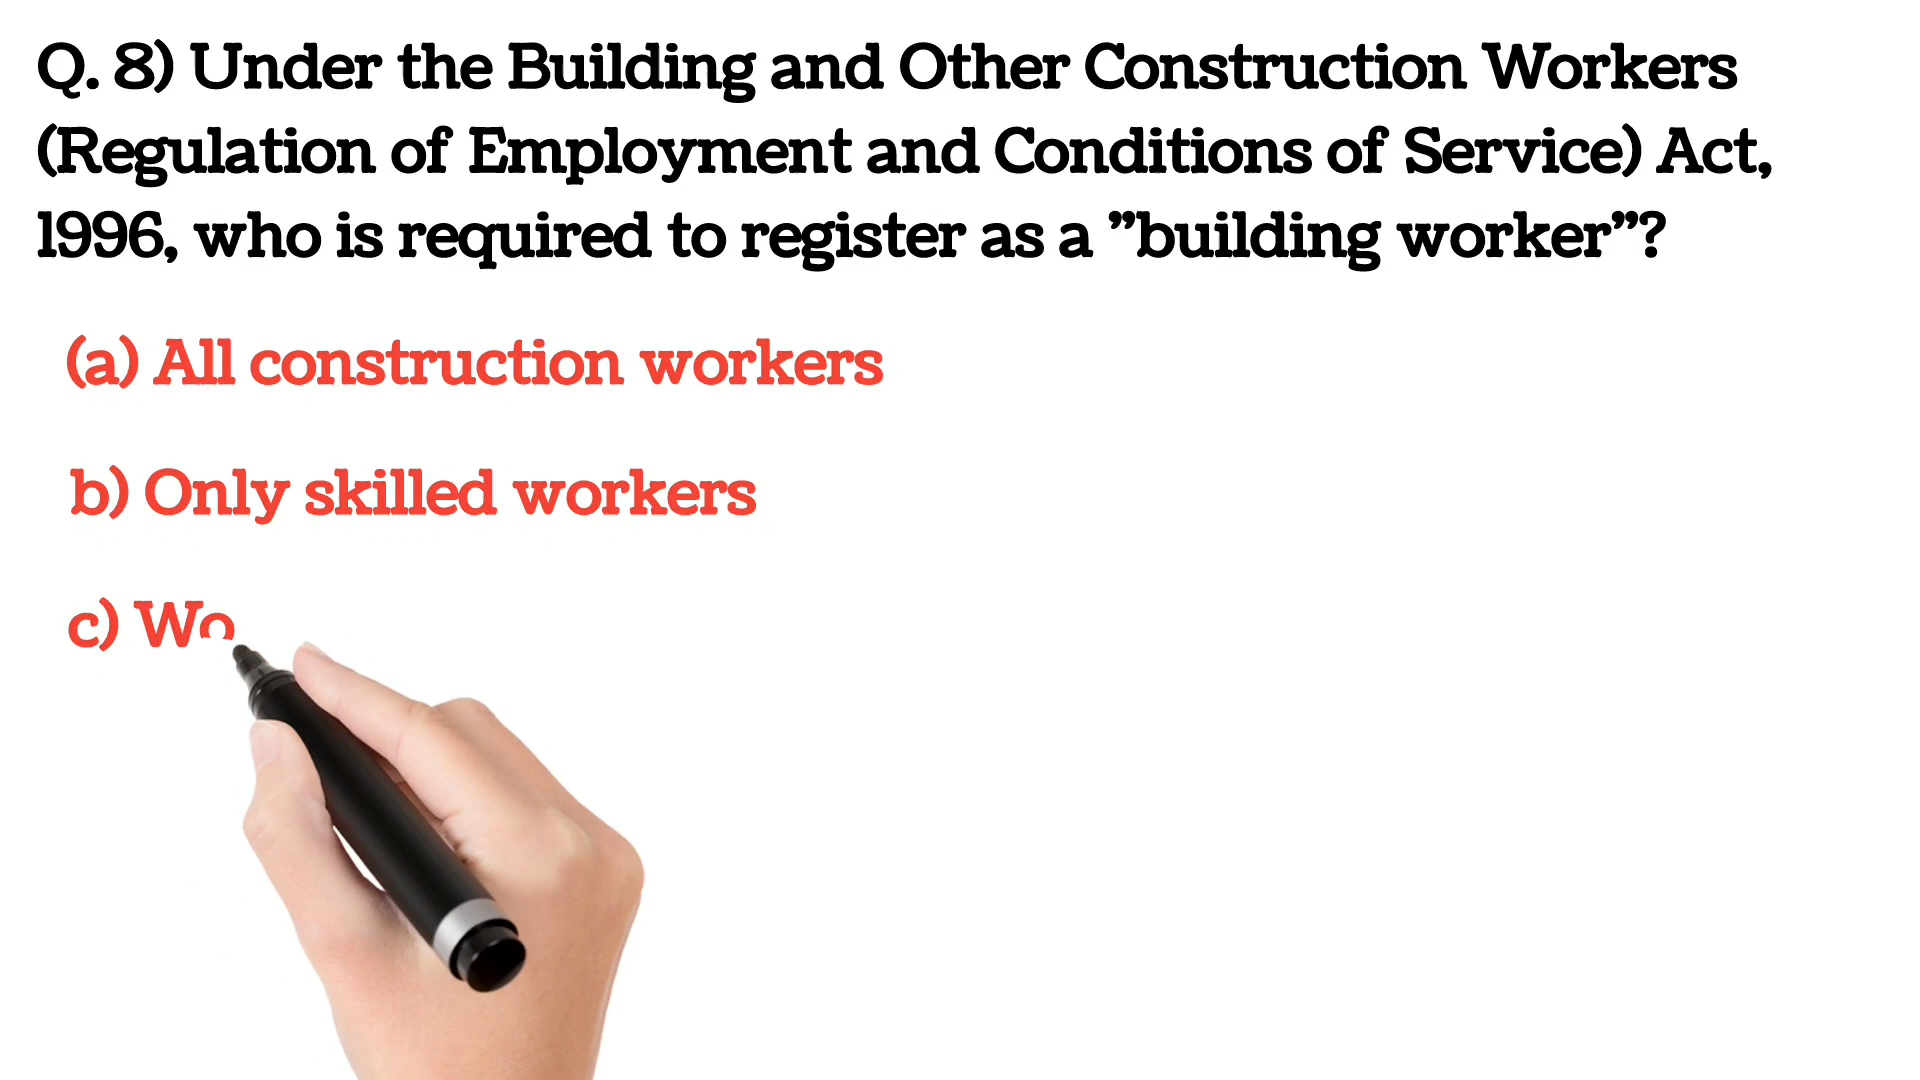 Q. 8) Under the Building and Other Construction Workers
(Regulation of Employment and Conditions of Service) Act,
1996, who is required to register as a ”building worker”?
(a) All construction workers
b) Only skilled workers
c) Wo